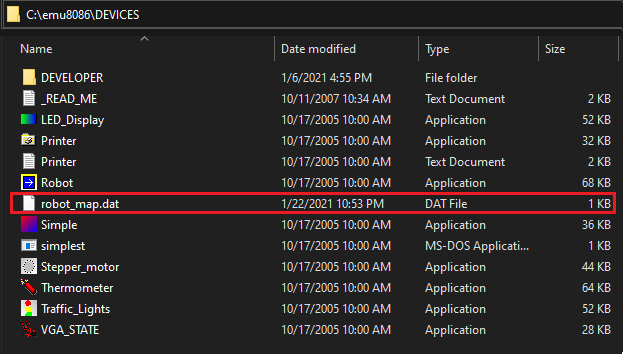 C:\emu8086\DEVICES
Name Date modified Type Size
DEVELOPER 1/6/2021 4:55 PM File folder
_READ_ME 10/11/2007 10:34 AM Text Document 2 KB
LED_Display 10/17/2005 10:00 AM Application 52 KB
Printer 10/17/2005 10:00 AM Application 32 KB
Printer 10/17/2005 10:00 AM Text Document 2 KB
Robot 10/17/2005 10:00 AM Application 68 KB
robot_map.dat 1/22/2021 10:53 PM DAT File 1 KB
Simple 10/17/2005 10:00 AM Application 36 KB
simplest 10/17/2005 10:00 AM MS-DOS Applicati... 1 KB
Stepper_motor 10/17/2005 10:00 AM Application 44 KB
Thermometer 10/17/2005 10:00 AM Application 64 KB
Traffic_Lights 10/17/2005 10:00 AM Application 52 KB
VGA_STATE 10/17/2005 10:00 AM Application 28 KB